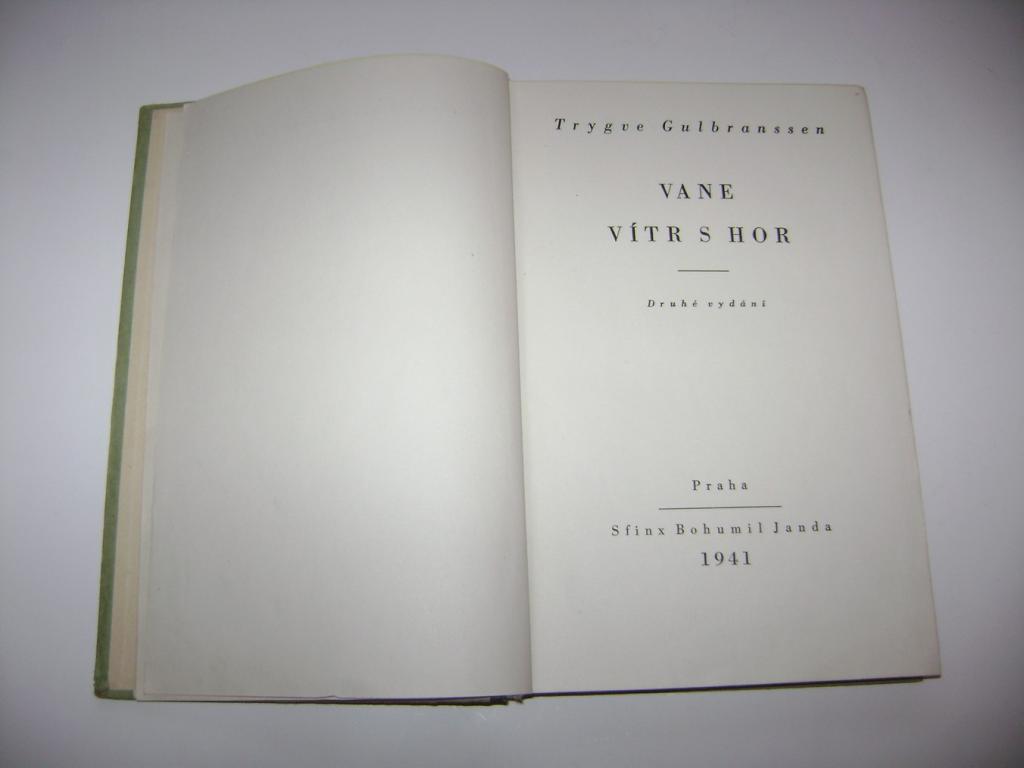 Trygve Gulbranssen
VANE
VÍTR S HOR
Druhé vydání
Praha
Sfinx Bohumil Janda
1941